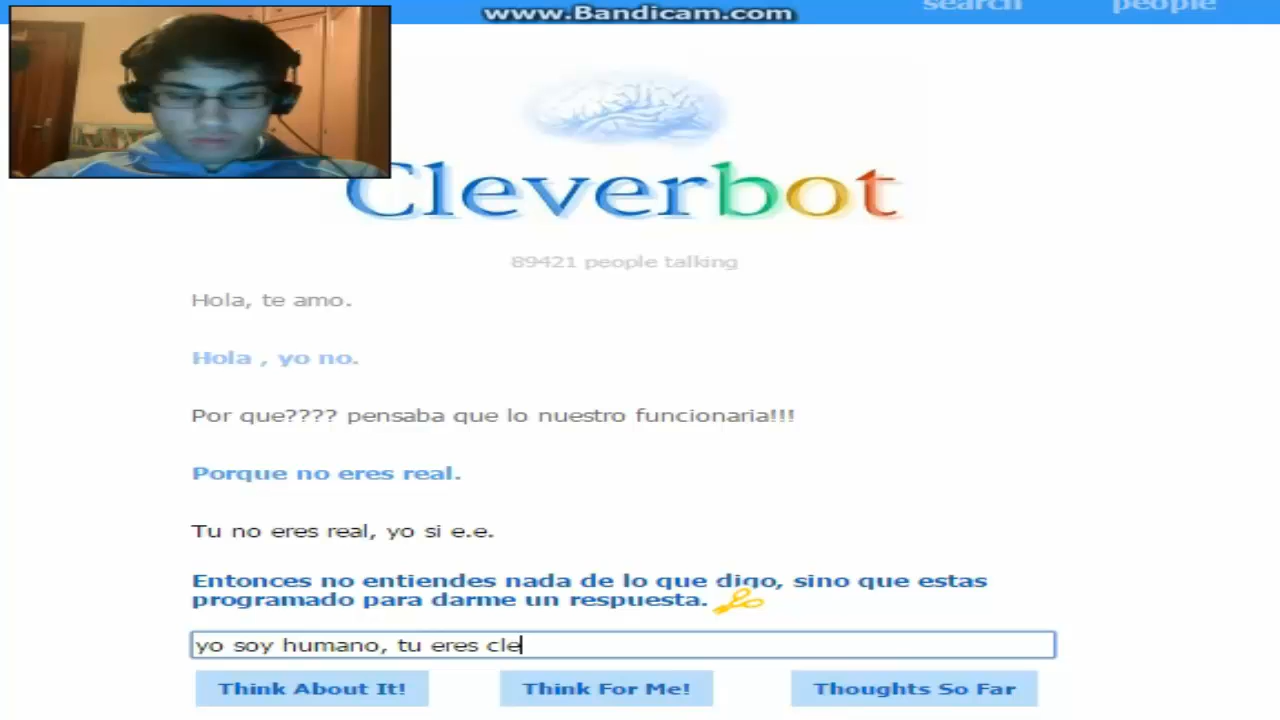 www.Bandicam.com
search people
Cleverbot
89421 people talking
Hola, te amo.
Hola , yo no.
Por que???? pensaba que lo nuestro funcionaria!!!
Porque no eres real.
Tu no eres real, yo si e.e.
Entonces no entiendes nada de lo que digo, sino que estas
programado para darme un respuesta.
yo soy humano, tu eres cle
Think About It! Think For Me! Thoughts So Far